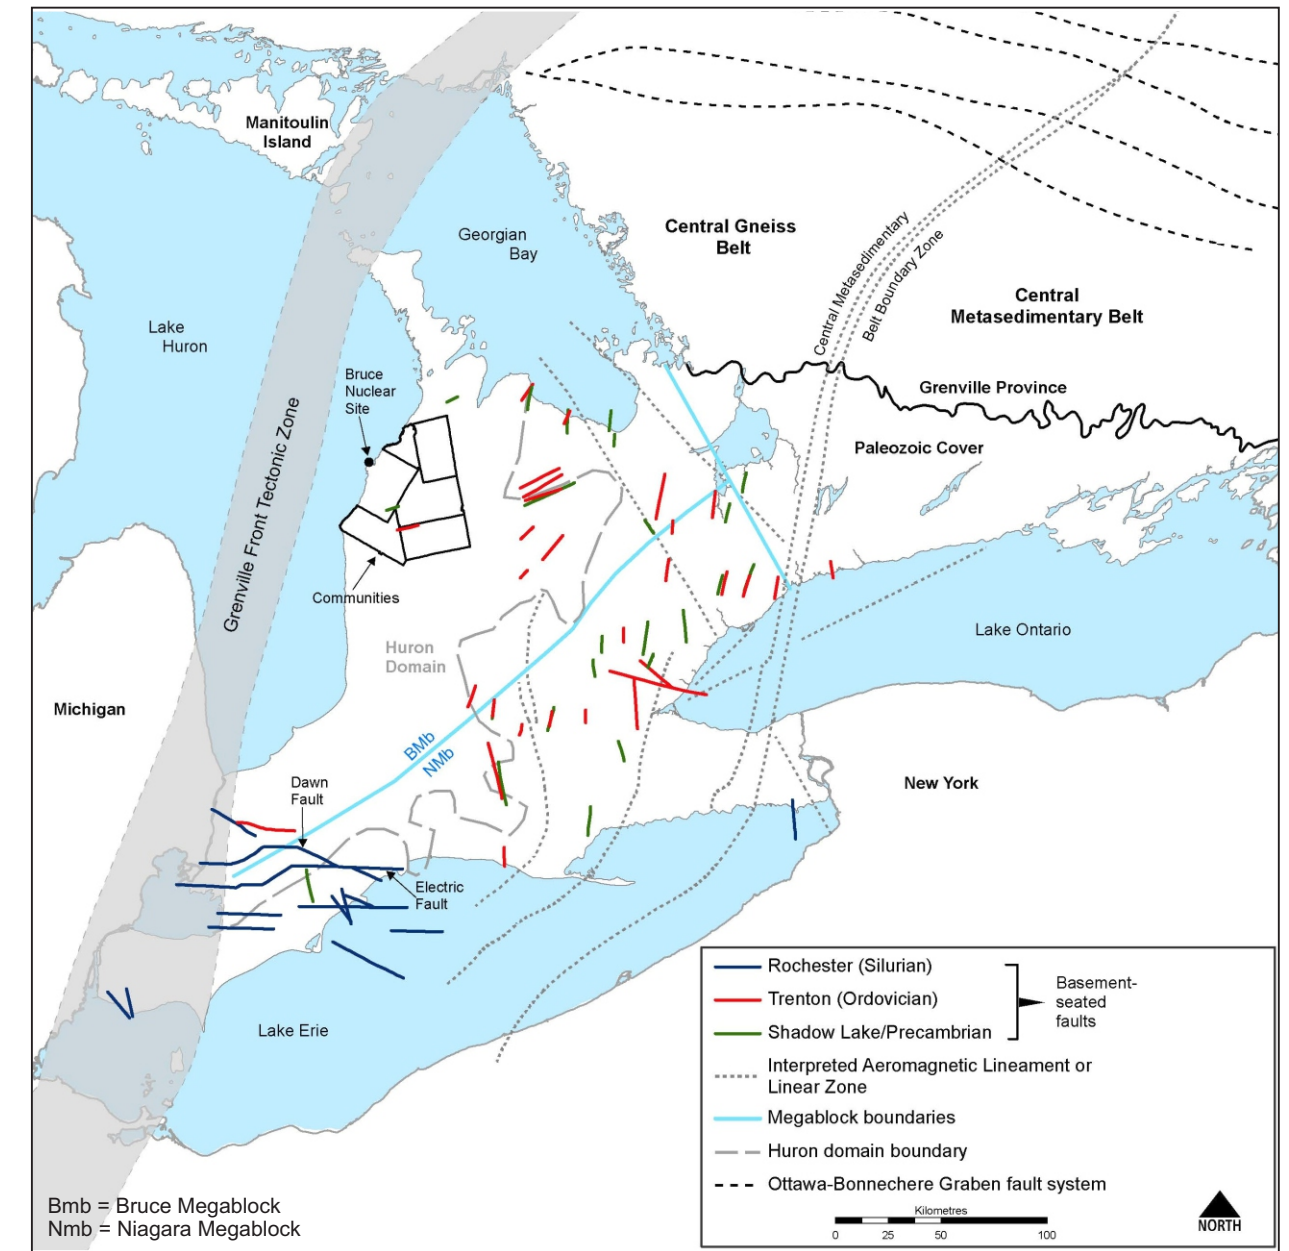 Manitoulin
Island
Georgian
Bay
Central Gneiss
Belt
Central Metasedimentary
Belt Boundary Zone
Central
Metasedimentary Belt
Lake
Huron
Bruce
Nuclear
Site
Grenville Province
Grenville Front Tectonic Zone
Paleozoic Cover
Communities
Huron
Domain
Lake Ontario
Michigan
BMb
NMb
Dawn
Fault
New York
Electric
Fault
Lake Erie
Rochester (Silurian)
Trenton (Ordovician)
Shadow Lake/Precambrian
Basement-
seated
faults
Interpreted Aeromagnetic Lineament or
Linear Zone
Megablock boundaries
Huron domain boundary
Ottawa-Bonnechere Graben fault system
Kilometres
0 25 50 100
NORTH
Bmb = Bruce Megablock
Nmb = Niagara Megablock